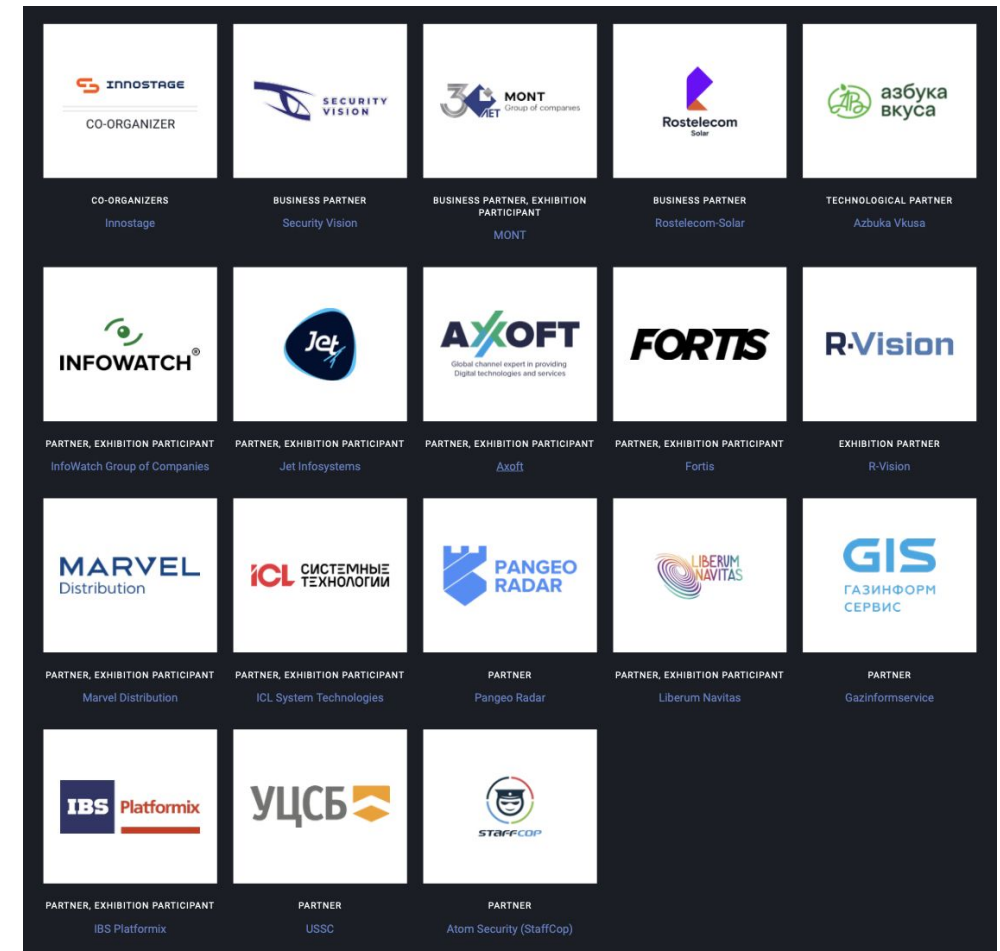 INNOSTAGE
CO-ORGANIZER
CO-ORGANIZERS
Innostage
SECURITY
VISION
BUSINESS PARTNER
Security Vision
30 ЛЕТ
MONT
Group of companies
BUSINESS PARTNER, EXHIBITION
PARTICIPANT
MONT
Rostelecom
Solar
BUSINESS PARTNER
Rostelecom-Solar
АВ
азбука
вкуса
TECHNOLOGICAL PARTNER
Azbuka Vkusa
INFOWATCH®
PARTNER, EXHIBITION PARTICIPANT
InfoWatch Group of Companies
Jet
PARTNER, EXHIBITION PARTICIPANT
Jet Infosystems
AXOFT
Global channel expert in providing
Digital technologies and services
PARTNER, EXHIBITION PARTICIPANT
Axoft
FORTIS
PARTNER, EXHIBITION PARTICIPANT
Fortis
R·Vision
EXHIBITION PARTNER
R-Vision
MARVEL
Distribution
PARTNER, EXHIBITION PARTICIPANT
Marvel Distribution
ICL СИСТЕМНЫЕ
ТЕХНОЛОГИИ
PARTNER, EXHIBITION PARTICIPANT
ICL System Technologies
PANGEO
RADAR
PARTNER
Pangeo Radar
LIBERUM
NAVITAS
PARTNER, EXHIBITION PARTICIPANT
Liberum Navitas
GIS
ГАЗИНФОРМ
СЕРВИС
PARTNER
Gazinformservice
IBS Platformix
PARTNER, EXHIBITION PARTICIPANT
IBS Platformix
УЦСБ
PARTNER
USSC
STAFFCOP
PARTNER
Atom Security (StaffCop)